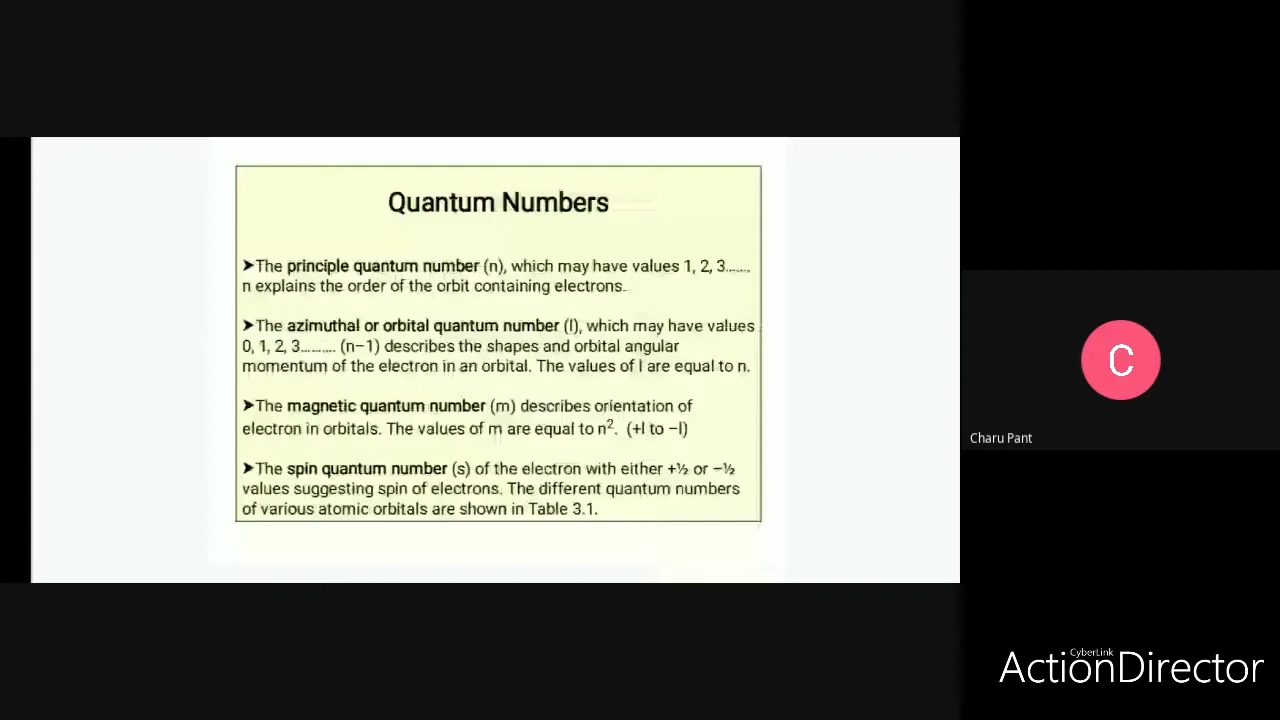 Quantum Numbers
➤The principle quantum number (n), which may have values 1, 2, 3.......
n explains the order of the orbit containing electrons.
➤The azimuthal or orbital quantum number (l), which may have values
0, 1, 2, 3.......... (n−1) describes the shapes and orbital angular
momentum of the electron in an orbital. The values of l are equal to n.
➤The magnetic quantum number (m) describes orientation of
electron in orbitals. The values of m are equal to n². (+l to −l)
➤The spin quantum number (s) of the electron with either +½ or −½
values suggesting spin of electrons. The different quantum numbers
of various atomic orbitals are shown in Table 3.1.
C
Charu Pant
CyberLink
ActionDirector